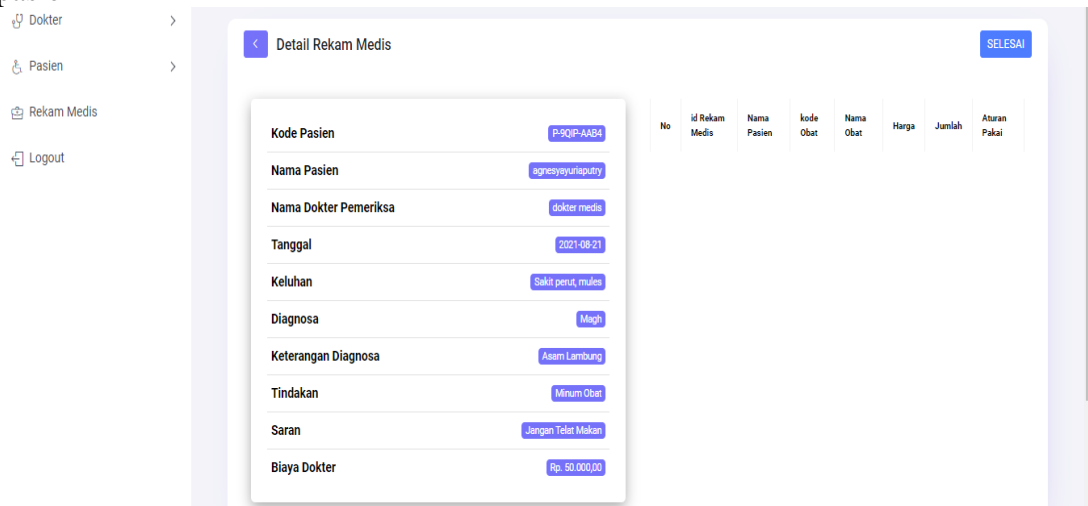 Dokter
Pasien
Rekam Medis
Logout
Detail Rekam Medis
SELESAI
Kode Pasien P-9QIP-AAB4
Nama Pasien agnesyayuriaputry
Nama Dokter Pemeriksa dokter medis
Tanggal 2021-08-21
Keluhan Sakit perut, mules
Diagnosa Magh
Keterangan Diagnosa Asam Lambung
Tindakan Minum Obat
Saran Jangan Telat Makan
Biaya Dokter Rp. 50.000,00
No id Rekam Medis Nama Pasien kode Obat Nama Obat Harga Jumlah Aturan Pakai